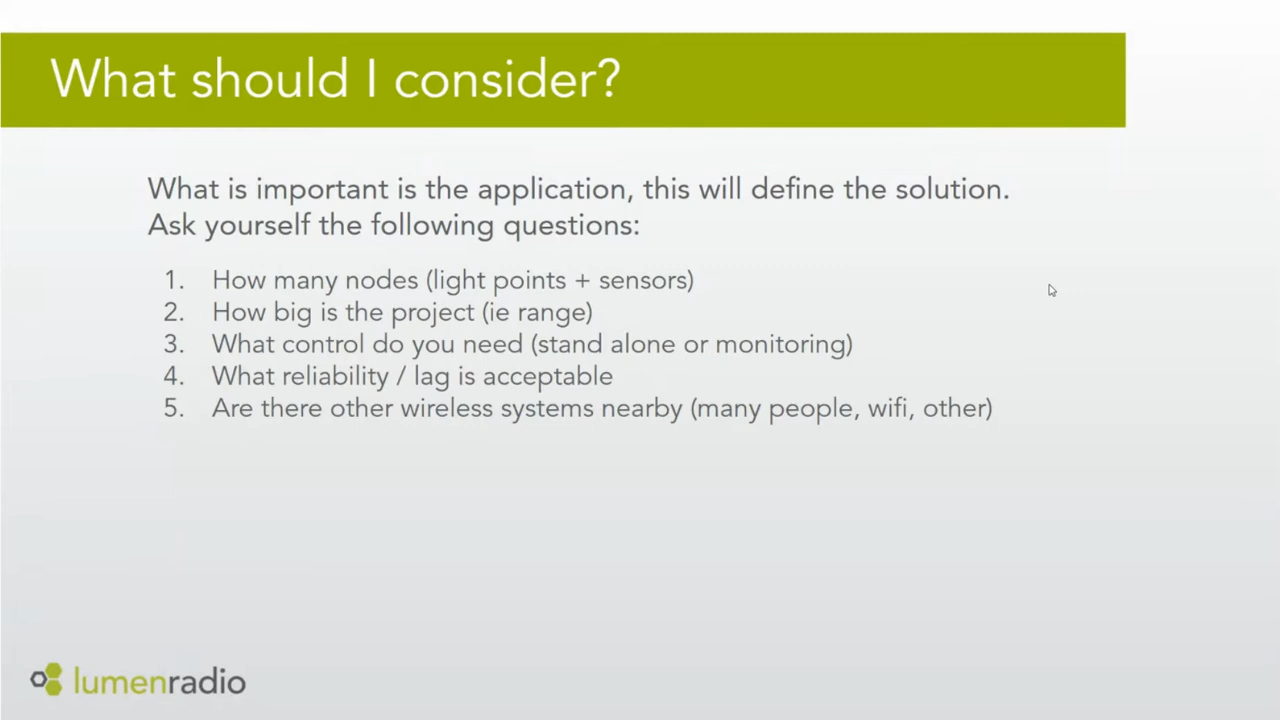 What should I consider?
What is important is the application, this will define the solution.
Ask yourself the following questions:
1. How many nodes (light points + sensors)
2. How big is the project (ie range)
3. What control do you need (stand alone or monitoring)
4. What reliability / lag is acceptable
5. Are there other wireless systems nearby (many people, wifi, other)
lumenradio